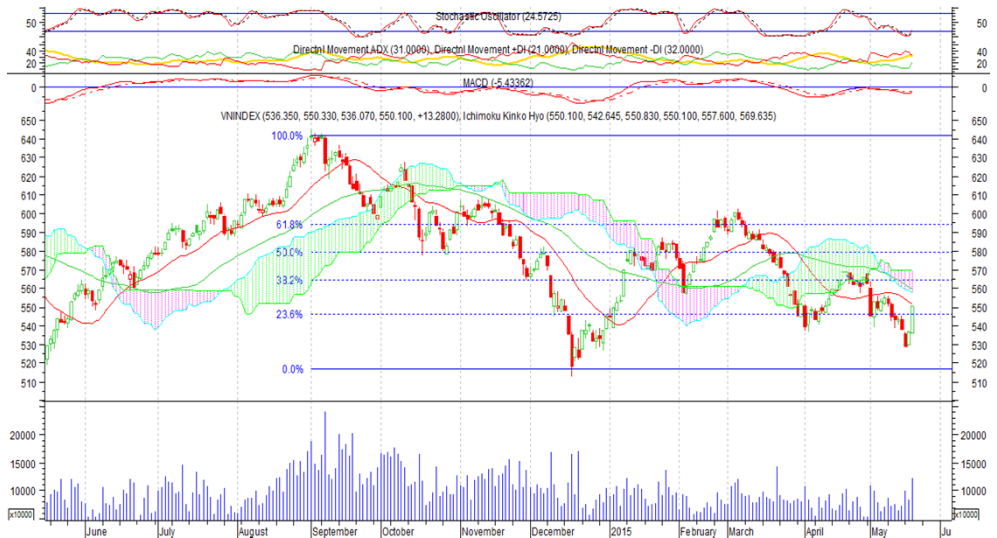 Stochastic Oscillator (24.5725)
50 50
Directnl Movement ADX (31.0000), Directnl Movement +DI (21.0000), Directnl Movement -DI (32.0000)
40 40
20 20
MACD (-5.43362)
0 0
VNINDEX (536.350, 550.330, 536.070, 550.100, +13.2800), Ichimoku Kinko Hyo (550.100, 542.645, 550.830, 550.100, 557.600, 569.635)
650 650
640 100.0% 640
630 630
620 620
610 610
600 600
590 61.8% 590
580 50.0% 580
570 570
560 38.2% 560
550 550
540 23.6% 540
530 530
520 0.0% 520
510 510
20000 20000
15000 15000
10000 10000
x10000 x10000
June July August September October November December 2015 February March April May Ju